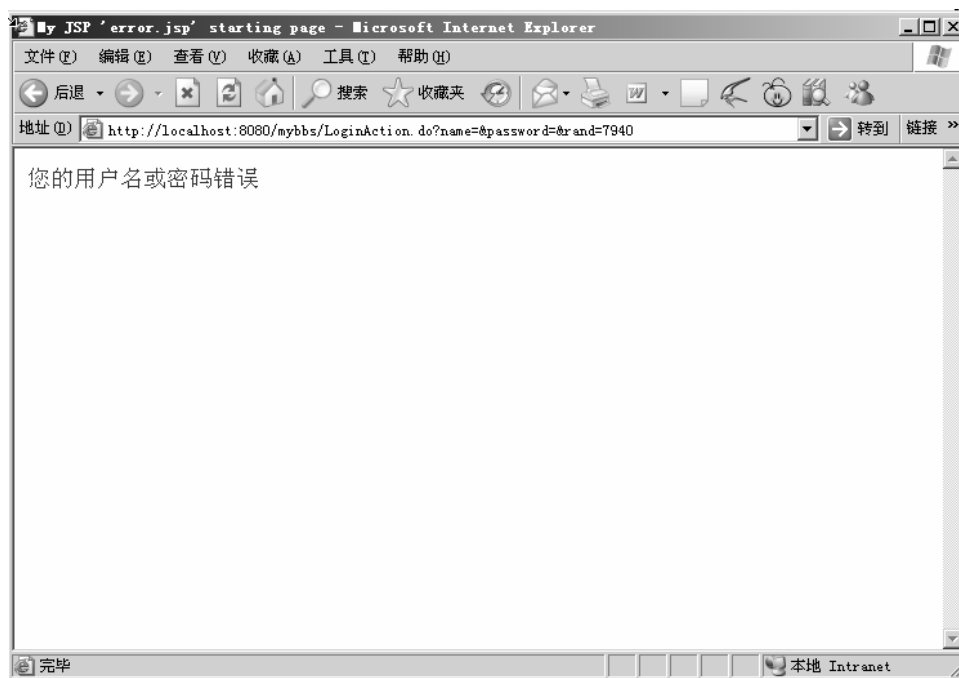 My JSP 'error.jsp' starting page - Microsoft Internet Explorer
文件(F) 编辑(E) 查看(V) 收藏(A) 工具(T) 帮助(H)
后退 搜索 收藏夹
地址(D) http://localhost:8080/mybbs/LoginAction.do?name=&password=&rand=7940 转到 链接 »
您的用户名或密码错误
完毕 本地 Intranet